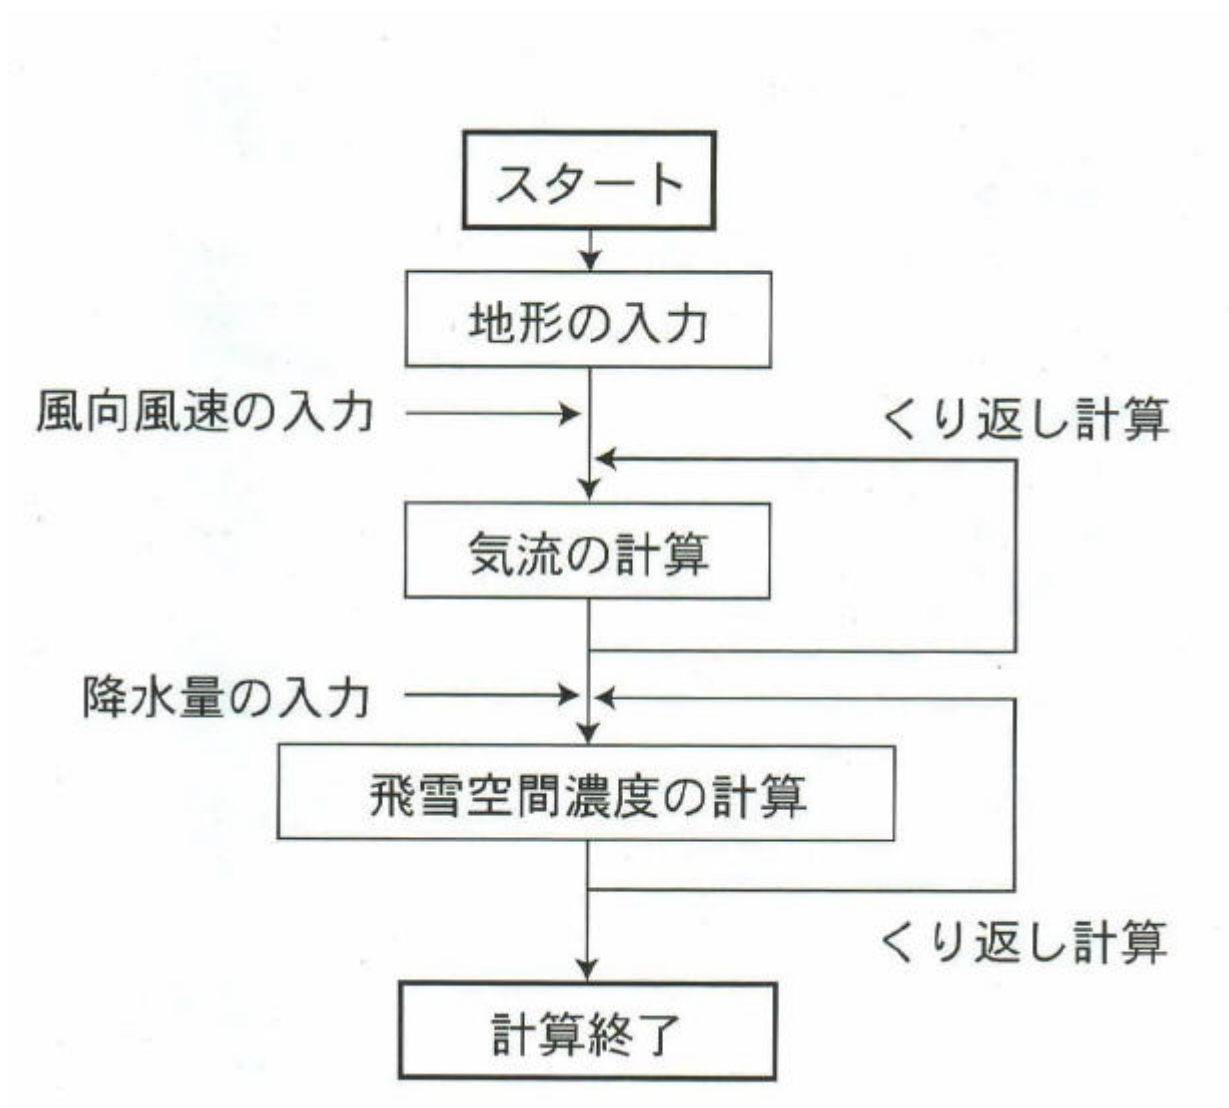 スタート
地形の入力
風向風速の入力
くり返し計算
気流の計算
降水量の入力
飛雪空間濃度の計算
くり返し計算
計算終了